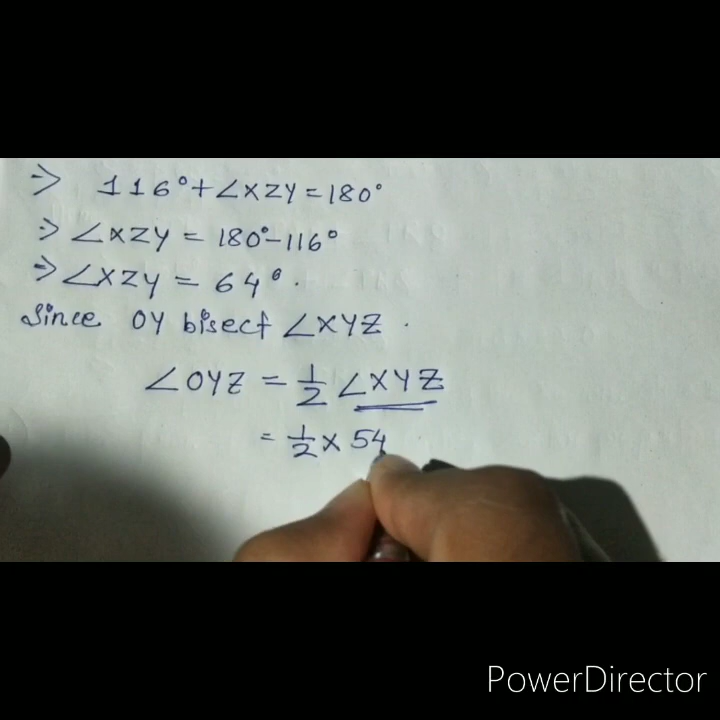 ⇒ 116°+∠XZY=180°
⇒ ∠XZY = 180°-116°
⇒ ∠XZY = 64°.
Since OY bisect ∠XYZ.
∠OYZ = 1/2 ∠XYZ
= 1/2 × 54
PowerDirector